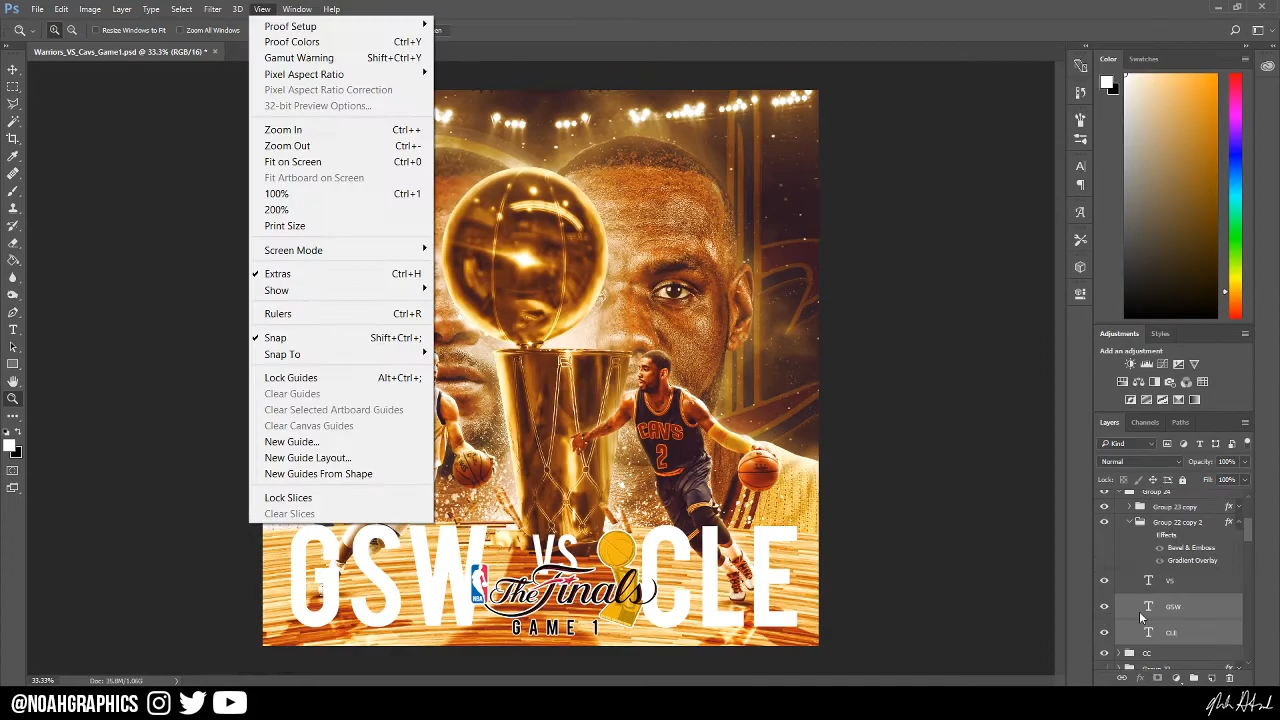 Ps File Edit Image Layer Type Select Filter 3D View Window Help
Resize Windows to Fit Zoom All Windows
Warriors_VS_Cavs_Game1.psd @ 33.3% (RGB/16) *
Proof Setup
Proof Colors Ctrl+Y
Gamut Warning Shift+Ctrl+Y
Pixel Aspect Ratio
Pixel Aspect Ratio Correction
32-bit Preview Options...
Zoom In Ctrl++
Zoom Out Ctrl+-
Fit on Screen Ctrl+0
Fit Artboard on Screen
100% Ctrl+1
200%
Print Size
Screen Mode
Extras Ctrl+H
Show
Rulers Ctrl+R
Snap Shift+Ctrl+;
Snap To
Lock Guides Alt+Ctrl+;
Clear Guides
Clear Selected Artboard Guides
Clear Canvas Guides
New Guide...
New Guide Layout...
New Guides From Shape
Lock Slices
Clear Slices
CAVS
2
GSW VS CLE
NBA
The Finals
GAME 1
Color Swatches
Adjustments Styles
Add an adjustment
Layers Channels Paths
Kind
Normal Opacity: 100%
Lock: Fill: 100%
Group 24
Group 23 copy fx
Group 22 copy 2 fx
Effects
Bevel & Emboss
Gradient Overlay
T VS
T GSW
T CLE
CC
33.33% Doc: 35.8M/1.06G
@NOAHGRAPHICS